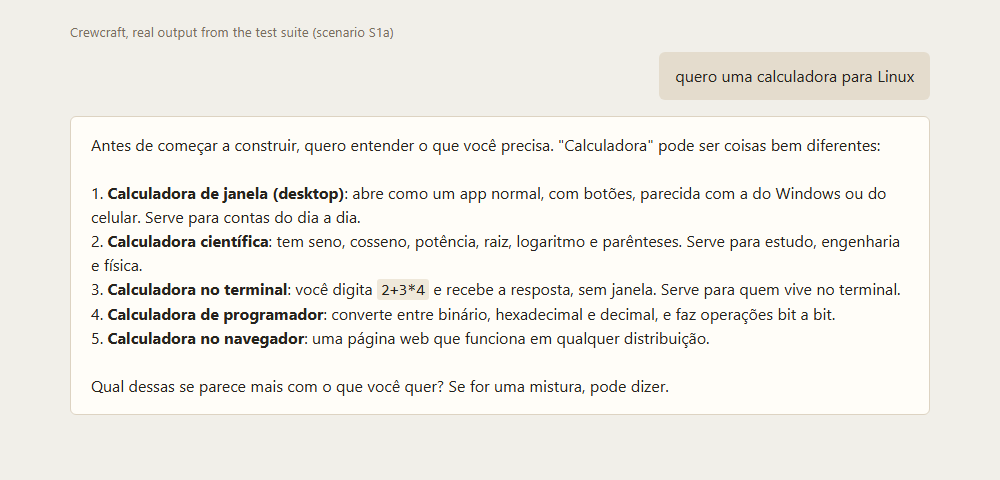 Crewcraft, real output from the test suite (scenario S1a)
quero uma calculadora para Linux
Antes de começar a construir, quero entender o que você precisa. "Calculadora" pode ser coisas bem diferentes:
1. Calculadora de janela (desktop): abre como um app normal, com botões, parecida com a do Windows ou do
celular. Serve para contas do dia a dia.
2. Calculadora científica: tem seno, cosseno, potência, raiz, logaritmo e parênteses. Serve para estudo, engenharia
e física.
3. Calculadora no terminal: você digita 2+3*4 e recebe a resposta, sem janela. Serve para quem vive no terminal.
4. Calculadora de programador: converte entre binário, hexadecimal e decimal, e faz operações bit a bit.
5. Calculadora no navegador: uma página web que funciona em qualquer distribuição.
Qual dessas se parece mais com o que você quer? Se for uma mistura, pode dizer.